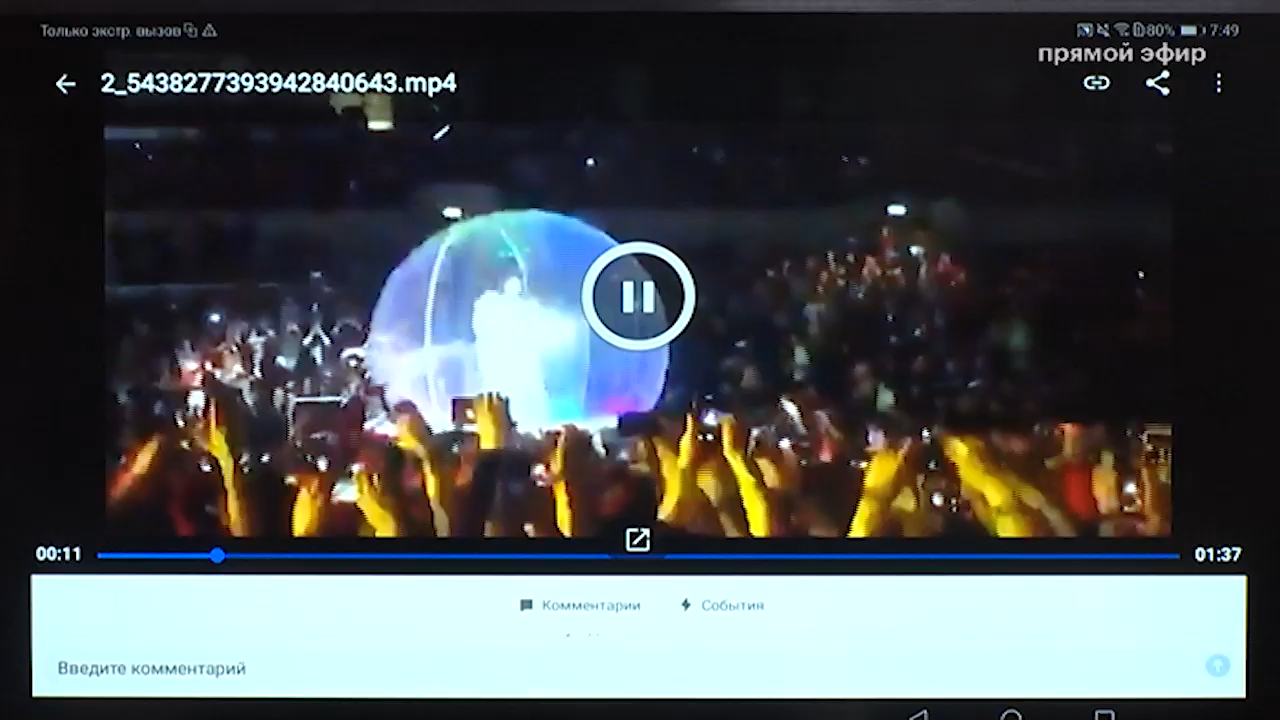 Только экстр. вызов
80% 7:49
прямой эфир
2_5438277393942840643.mp4
00:11
01:37
Комментарии
События
Введите комментарий